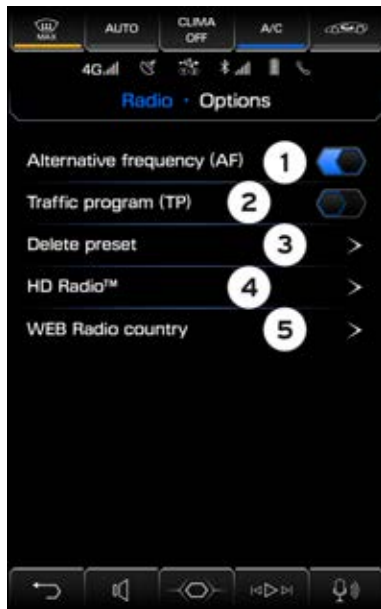 MAX
AUTO
CLIMA
OFF
A/C
4G
Radio · Options
Alternative frequency (AF) 1
Traffic program (TP) 2
Delete preset 3 >
HD Radio™ 4 >
WEB Radio country 5 >